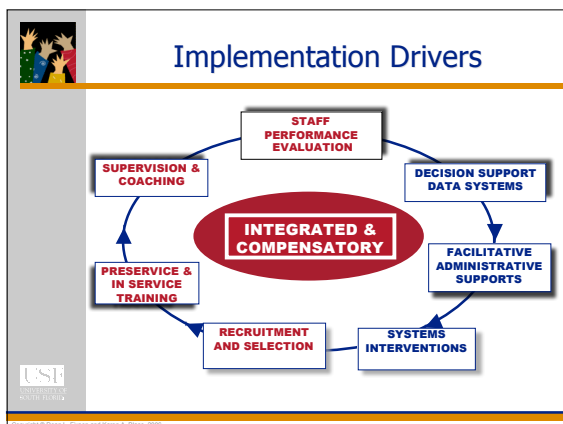 Implementation Drivers
STAFF
PERFORMANCE
EVALUATION
SUPERVISION &
COACHING
DECISION SUPPORT
DATA SYSTEMS
INTEGRATED &
COMPENSATORY
FACILITATIVE
ADMINISTRATIVE
SUPPORTS
PRESERVICE &
IN SERVICE
TRAINING
RECRUITMENT
AND SELECTION
SYSTEMS
INTERVENTIONS
USF
UNIVERSITY OF
SOUTH FLORIDA